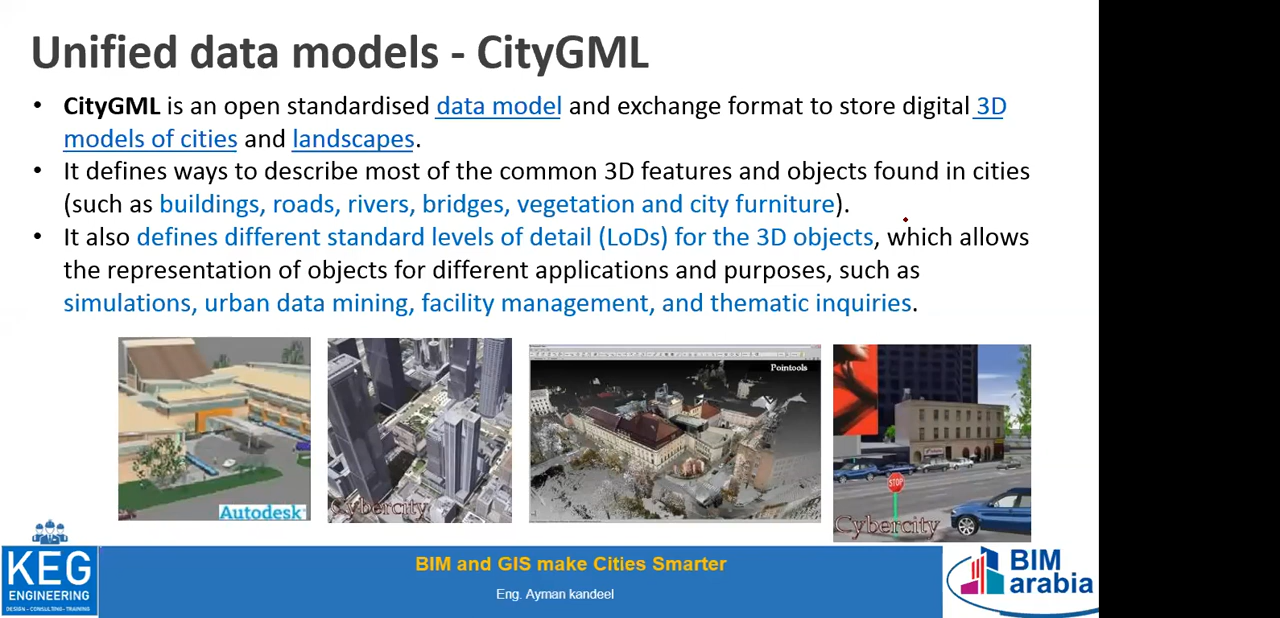 Unified data models - CityGML
• CityGML is an open standardised data model and exchange format to store digital 3D
models of cities and landscapes.
• It defines ways to describe most of the common 3D features and objects found in cities
(such as buildings, roads, rivers, bridges, vegetation and city furniture).
• It also defines different standard levels of detail (LoDs) for the 3D objects, which allows
the representation of objects for different applications and purposes, such as
simulations, urban data mining, facility management, and thematic inquiries.
Autodesk
Cybercity
Pointools
STOP
Cybercity
KEG
ENGINEERING
DESIGN - CONSULTING - TRAINING
BIM and GIS make Cities Smarter
Eng. Ayman kandeel
BIM
arabia